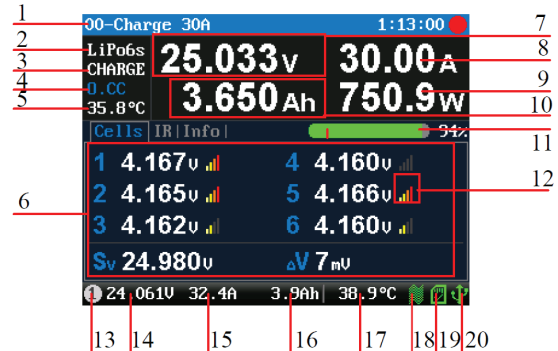 1 00-Charge 30A 1:13:00 7
2 LiPo6s 25.033v 30.00A 8
3 CHARGE
4 0.CC 3.650Ah 750.9W 9
5 35.8°C 10
Cells|IR|Info| 94% 11
1 4.167v 4 4.160v 12
2 4.165v 5 4.166v
6 3 4.162v 6 4.160v
Sv 24.980v ΔV 7mV
1 24.061V 32.4A 3.9Ah 38.9°C
13 14 15 16 17 18 19 20